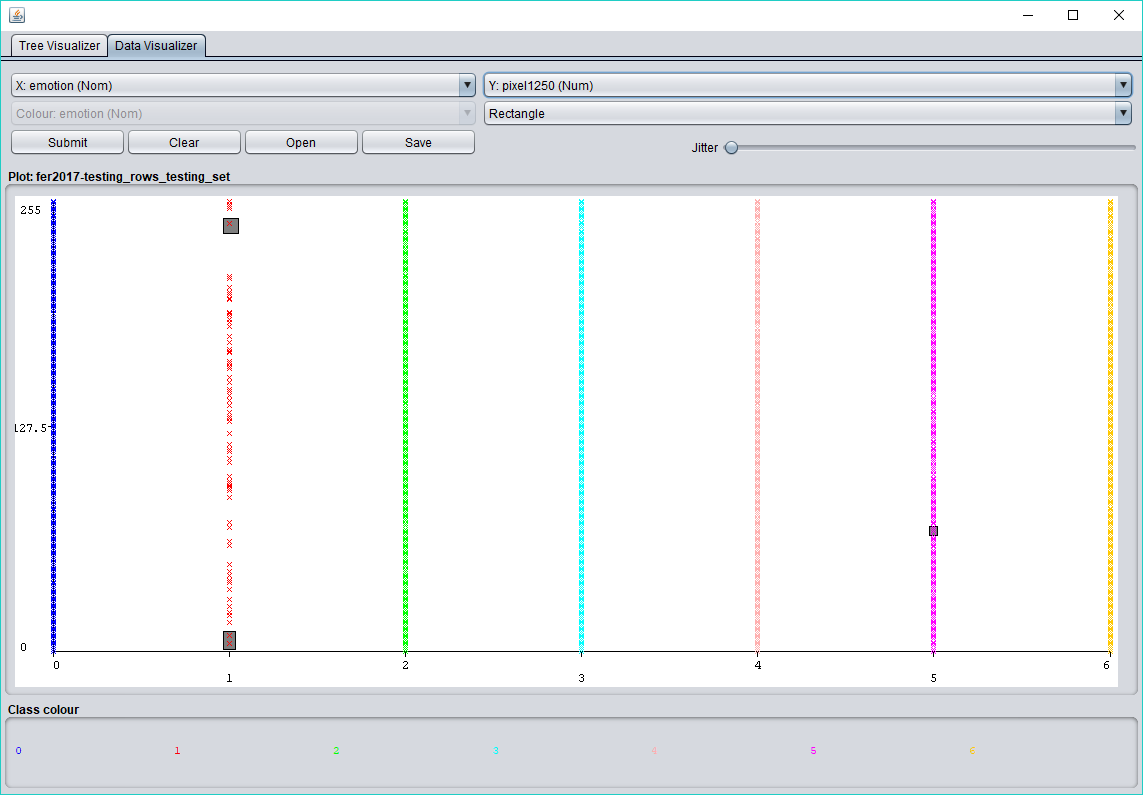 Tree Visualizer Data Visualizer
X: emotion (Nom) Y: pixel1250 (Num)
Colour: emotion (Nom) Rectangle
Submit Clear Open Save Jitter
Plot: fer2017-testing_rows_testing_set
255
127.5
0
0 1 2 3 4 5 6
Class colour
0 1 2 3 4 5 6